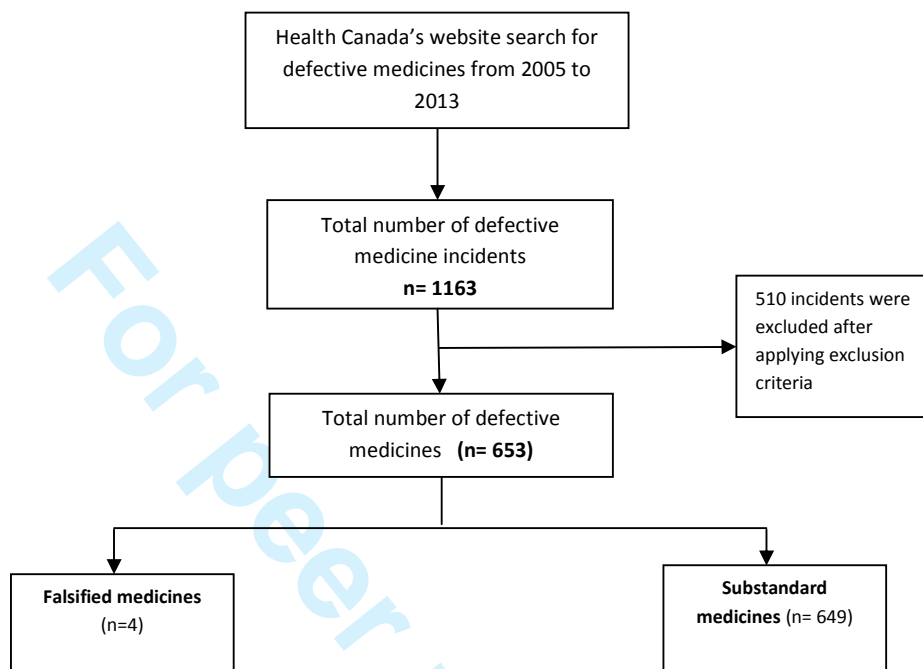 Health Canada’s website search for
defective medicines from 2005 to
2013
Total number of defective
medicine incidents
n= 1163
510 incidents were
excluded after
applying exclusion
criteria
Total number of defective
medicines (n= 653)
Falsified medicines
(n=4)
Substandard
medicines (n= 649)
For peer